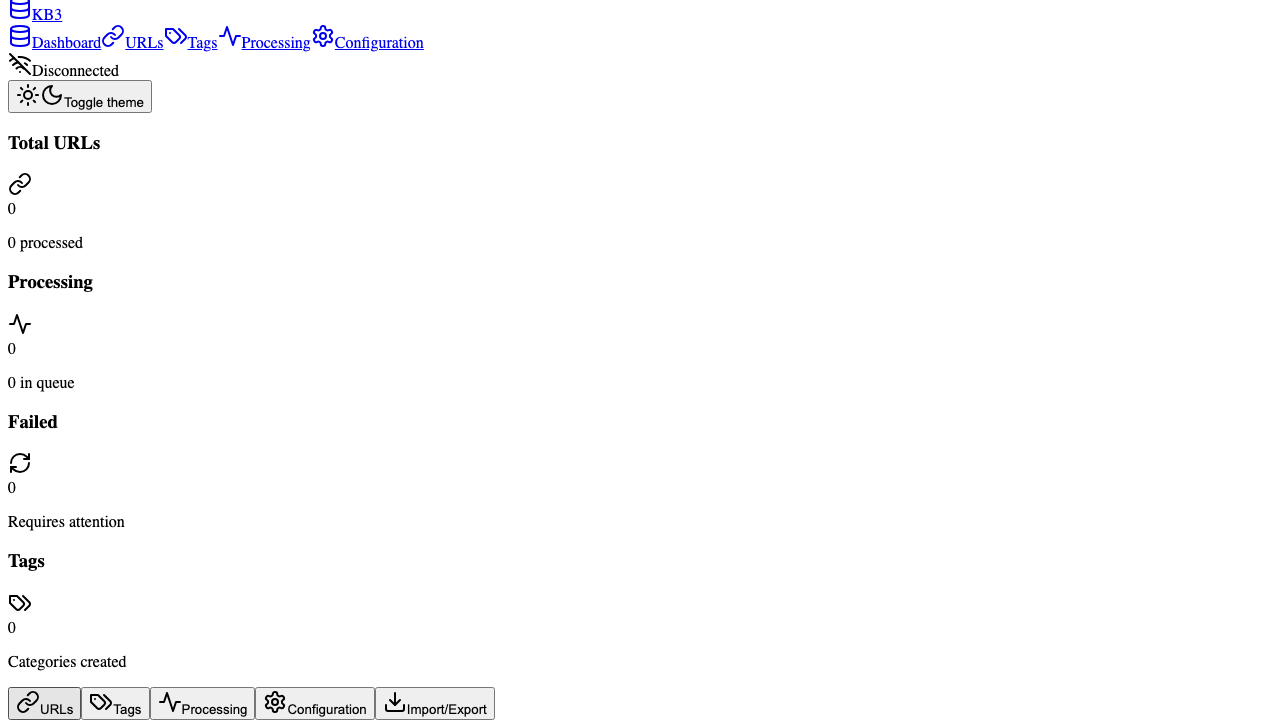 KB3
Dashboard URLs Tags Processing Configuration
Disconnected
Toggle theme
Total URLs
0
0 processed
Processing
0
0 in queue
Failed
0
Requires attention
Tags
0
Categories created
URLs Tags Processing Configuration Import/Export